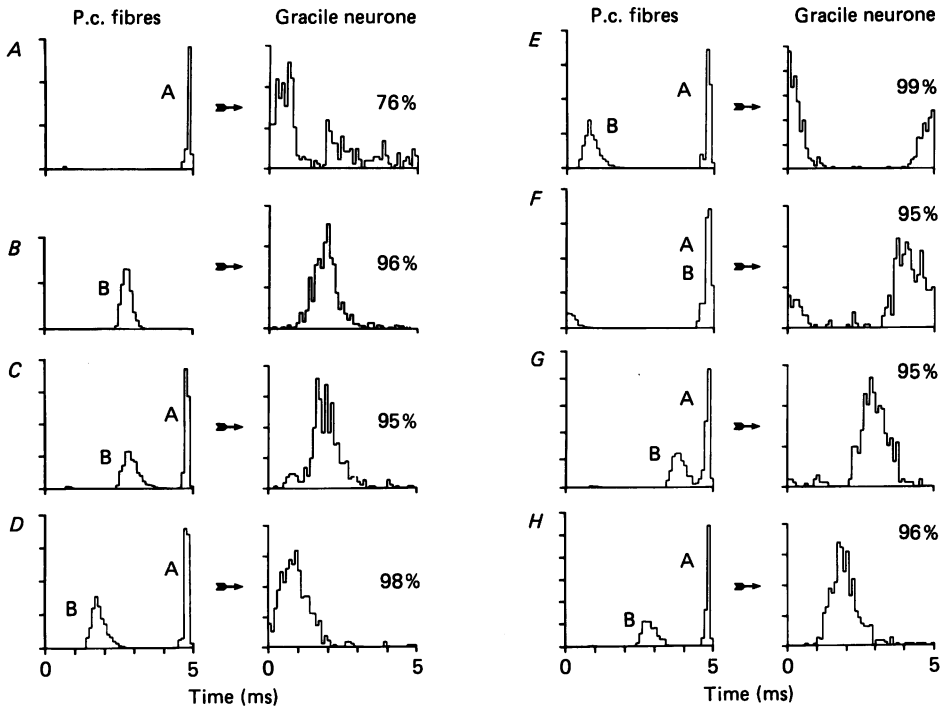 P.c. fibres Gracile neurone
A
A
76%
B
B
96%
C
A
B
95%
D
A
B
98%
0 5 0 5
Time (ms)
P.c. fibres Gracile neurone
E
A
B
99%
F
A
B
95%
G
A
B
95%
H
A
B
96%
0 5 0 5
Time (ms)